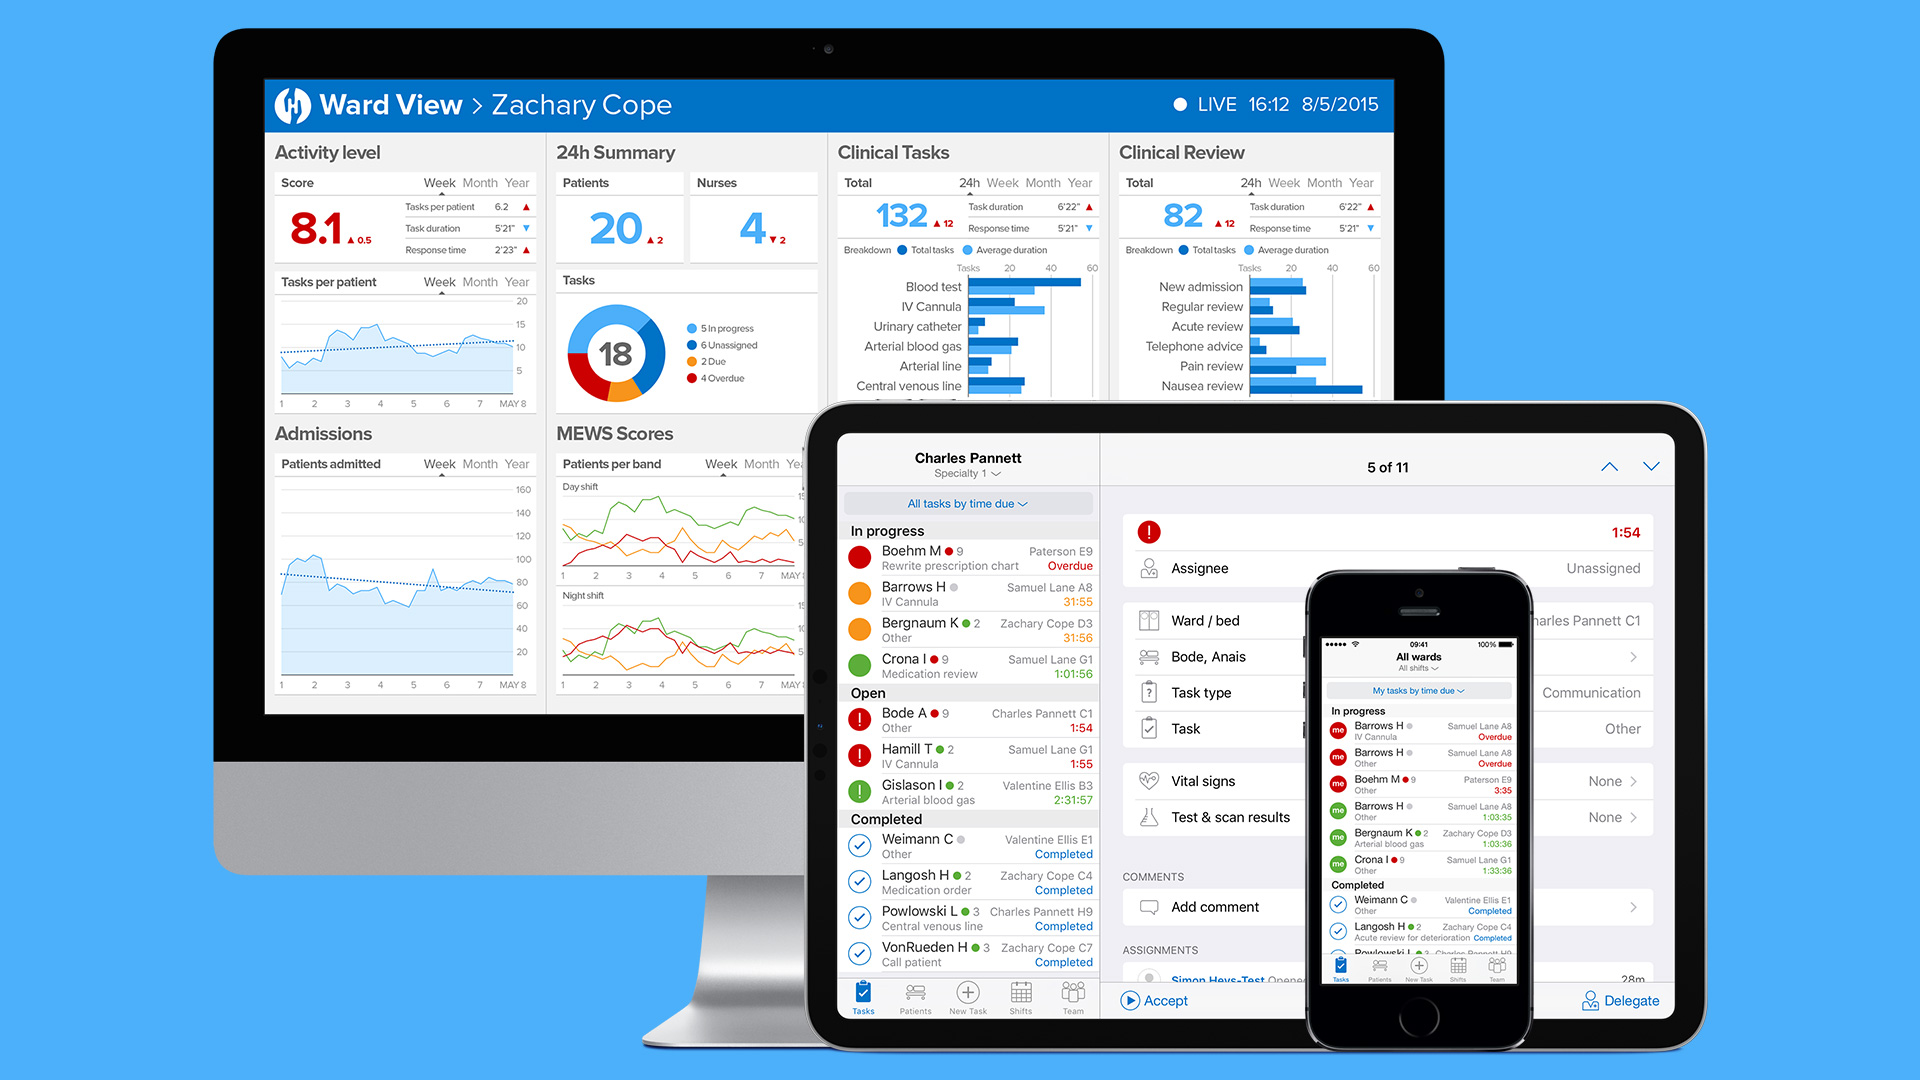 Ward View > Zachary Cope
LIVE 16:12 8/5/2015
Activity level
Score
Week Month Year
8.1 ▲ 0.5
Tasks per patient 6.2 ▲
Task duration 5'21" ▼
Response time 2'23" ▲
Tasks per patient
Week Month Year
20
15
10
5
1 2 3 4 5 6 7 MAY 8
24h Summary
Patients
20 ▲ 2
Nurses
4 ▼ 2
Tasks
18
5 In progress
6 Unassigned
2 Due
4 Overdue
Clinical Tasks
Total
24h Week Month Year
132 ▲ 12
Task duration 6'22" ▲
Response time 5'21" ▼
Breakdown Total tasks Average duration
Tasks 20 40 60
Blood test
IV Cannula
Urinary catheter
Arterial blood gas
Arterial line
Central venous line
Clinical Review
Total
24h Week Month Year
82 ▲ 12
Task duration 6'22" ▲
Response time 5'21" ▼
Breakdown Total tasks Average duration
Tasks 20 40 60
New admission
Regular review
Acute review
Telephone advice
Pain review
Nausea review
Admissions
Patients admitted
Week Month Year
160
140
120
100
80
60
40
20
1 2 3 4 5 6 7 MAY 8
MEWS Scores
Patients per band
Week Month
Day shift
1 2 3 4 5 6 7 MAY
Night shift
1 2 3 4 5 6 7 MAY
Charles Pannett
Specialty 1
All tasks by time due
In progress
Boehm M 9 Paterson E9
Rewrite prescription chart Overdue
Barrows H Samuel Lane A8
IV Cannula 31:55
Bergnaum K 2 Zachary Cope D3
Other 31:56
Crona I 9 Samuel Lane G1
Medication review 1:01:56
Open
Bode A 9 Charles Pannett C1
Other 1:54
Hamill T 2 Samuel Lane G1
IV Cannula 1:55
Gislason I 2 Valentine Ellis B3
Arterial blood gas 2:31:57
Completed
Weimann C Valentine Ellis E1
Other Completed
Langosh H 2 Zachary Cope C4
Medication order Completed
Powlowski L 3 Charles Pannett H9
Central venous line Completed
VonRueden H 3 Zachary Cope C7
Call patient Completed
Tasks Patients New Task Shifts Team
5 of 11
! 1:54
Assignee Unassigned
Ward / bed harles Pannett C1
Bode, Anais
Task type Communication
Task Other
Vital signs None
Test & scan results None
COMMENTS
Add comment
ASSIGNMENTS
Simon Heys-Test Opened 28m
Accept
Delegate
09:41 100%
All wards
All shifts
My tasks by time due
In progress
me Barrows H Samuel Lane A8
IV Cannula Overdue
me Barrows H Samuel Lane A8
Other Overdue
me Boehm M 9 Paterson E9
Other 3:35
me Barrows H Samuel Lane A8
Other 1:03:35
me Bergnaum K 2 Zachary Cope D3
Arterial blood gas 1:03:36
me Crona I 9 Samuel Lane G1
Other 1:33:36
Completed
Weimann C Valentine Ellis E1
Other Completed
Langosh H 2 Zachary Cope C4
Acute review for deterioration Completed
Powlowski L 3 Charles Pannett H9
Tasks Patients New Task Shifts Team